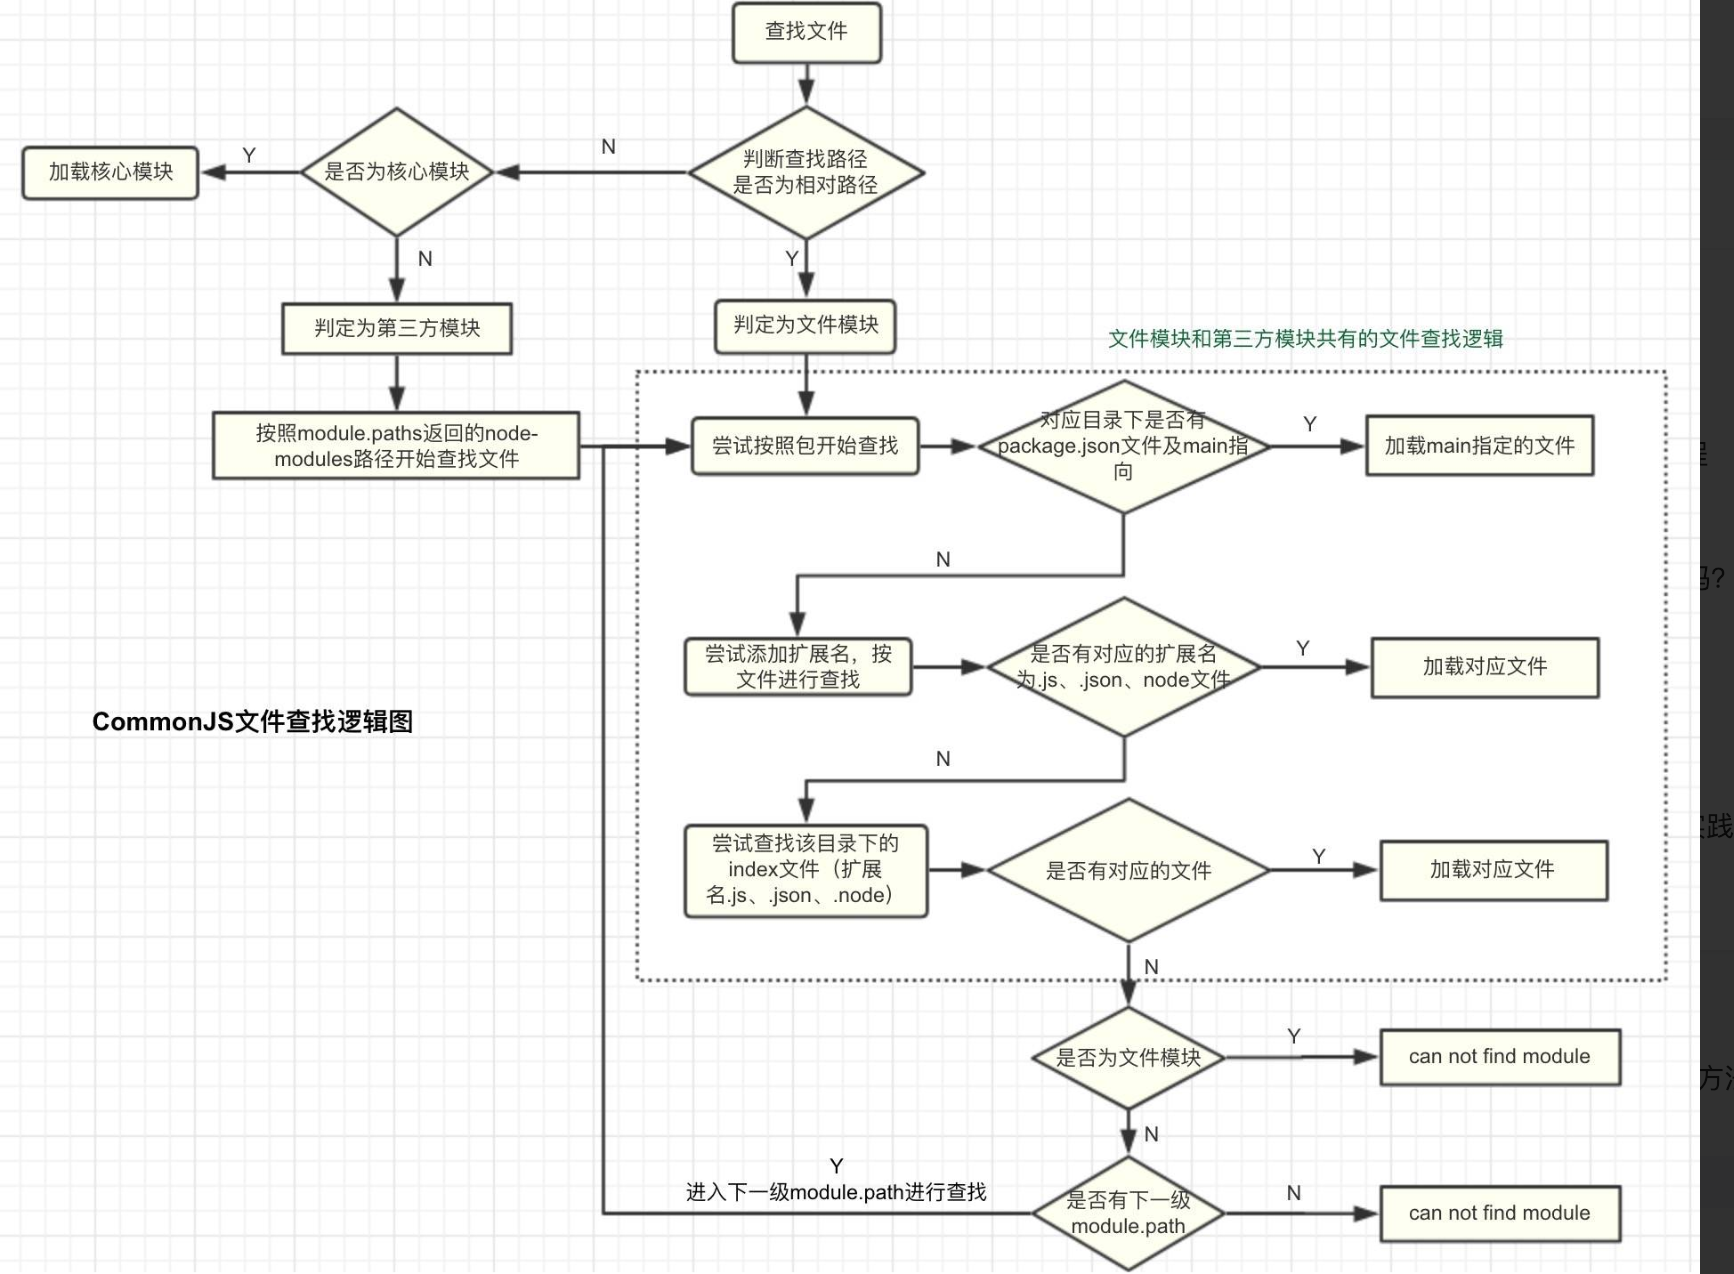 查找文件
判断查找路径
是否为相对路径
N
是否为核心模块
Y
加载核心模块
N
Y
判定为第三方模块
判定为文件模块
文件模块和第三方模块共有的文件查找逻辑
按照module.paths返回的node-
modules路径开始查找文件
尝试按照包开始查找
对应目录下是否有
package.json文件及main指
向
Y
加载main指定的文件
N
尝试添加扩展名，按
文件进行查找
是否有对应的扩展名
为.js、.json、node文件
Y
加载对应文件
CommonJS文件查找逻辑图
N
尝试查找该目录下的
index文件（扩展
名.js、.json、.node）
是否有对应的文件
Y
加载对应文件
N
是否为文件模块
Y
can not find module
N
Y
进入下一级module.path进行查找
是否有下一级
module.path
N
can not find module
吗?
践
方